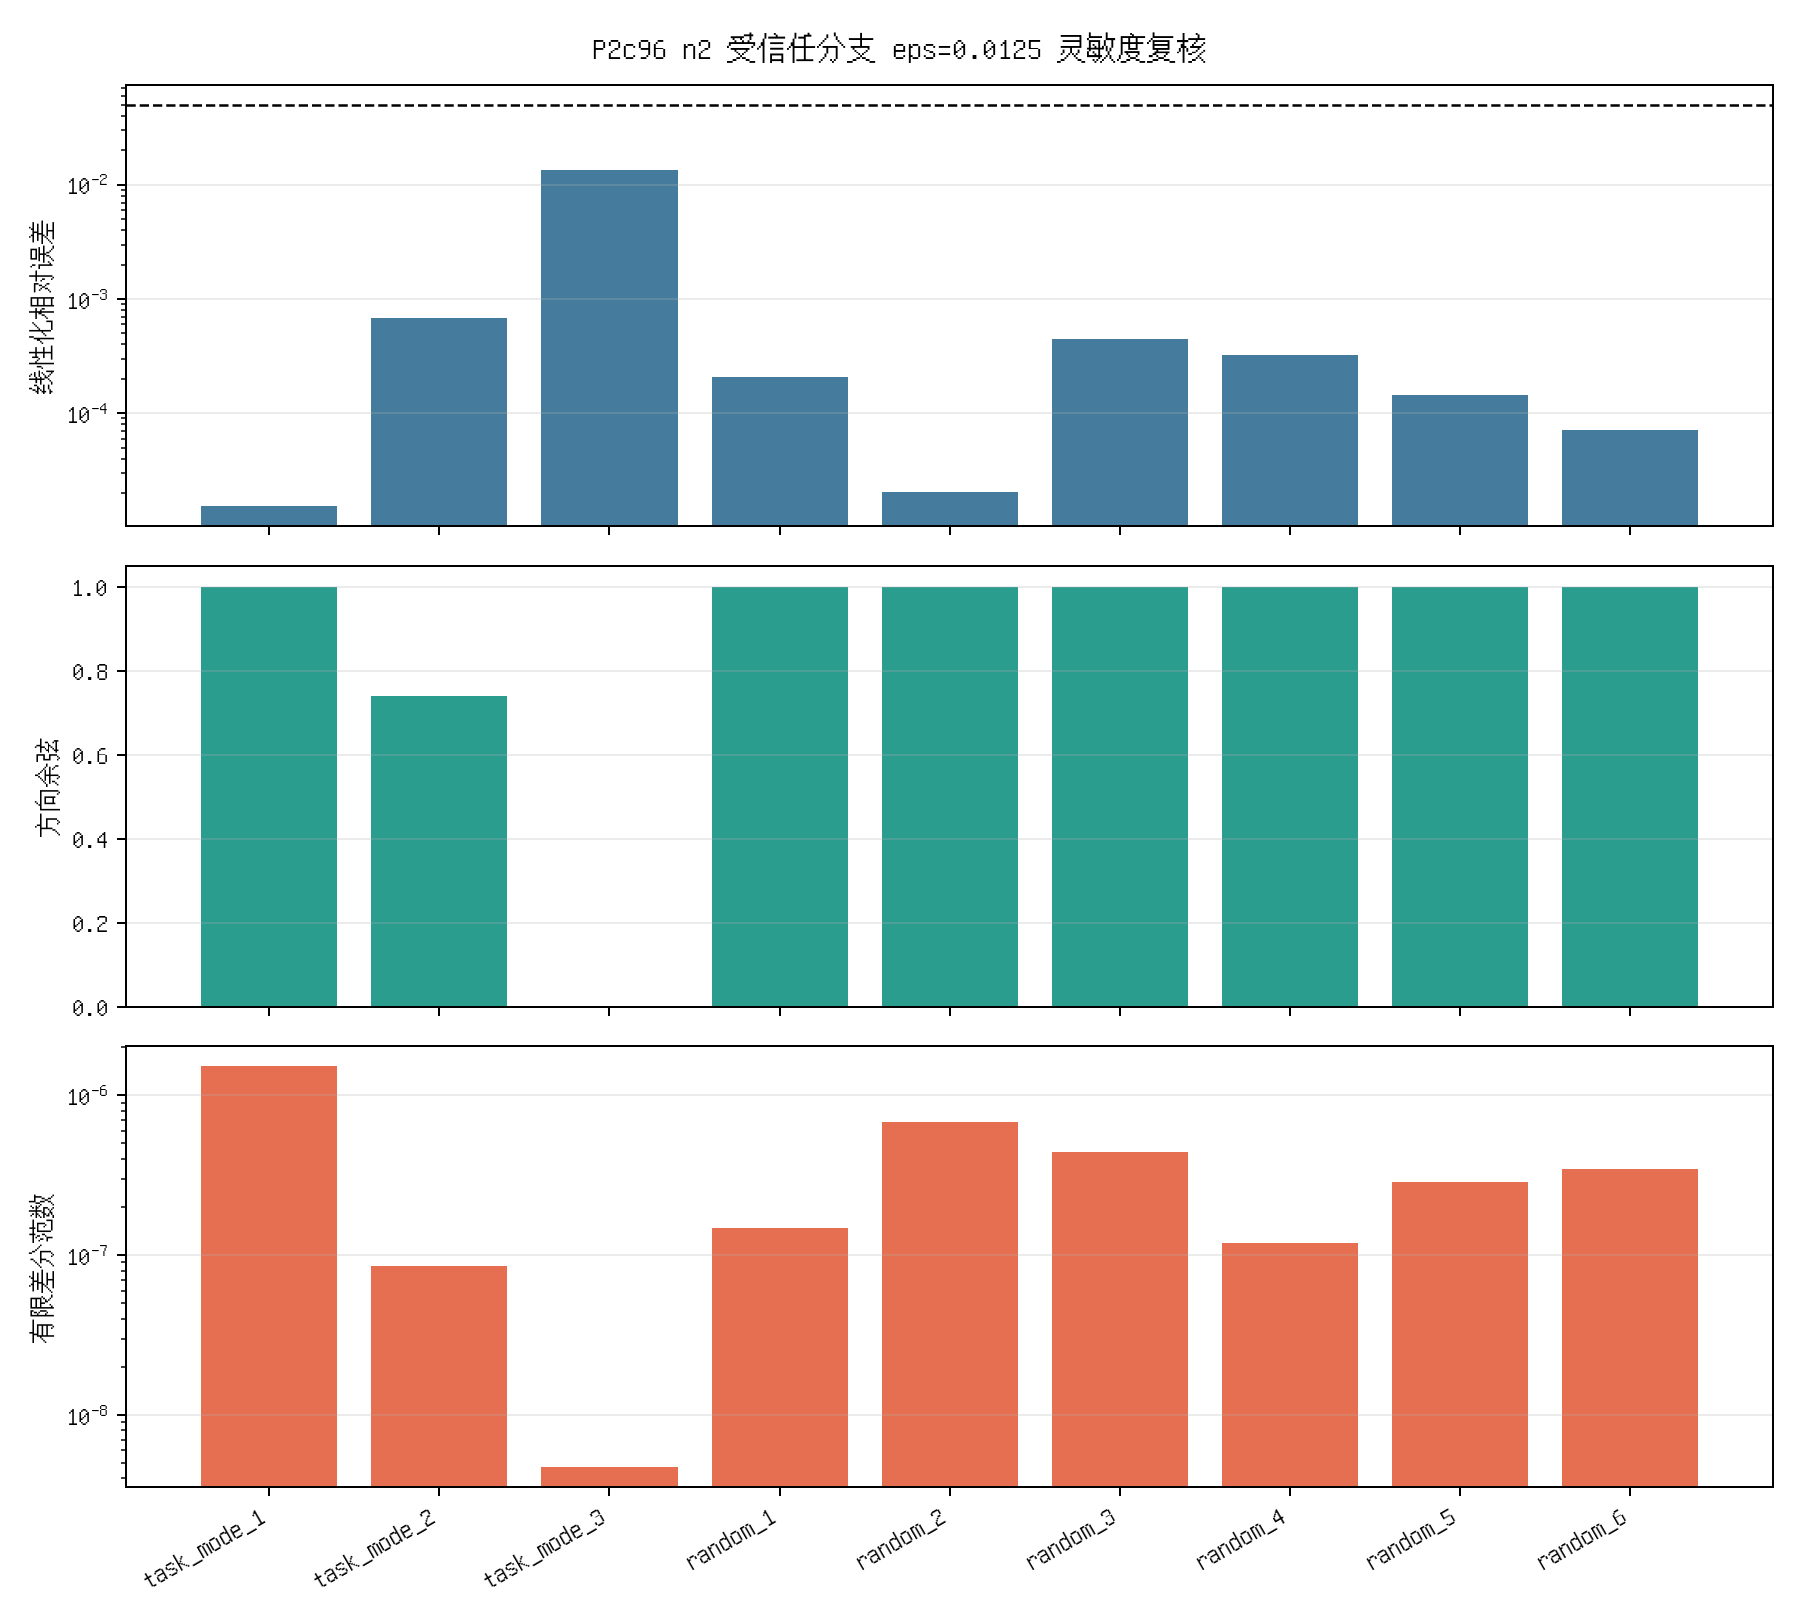 P2c96 n2 受信任分支 eps=0.0125 灵敏度复核
线性化相对误差
10⁻²
10⁻³
10⁻⁴
方向余弦
1.0
0.8
0.6
0.4
0.2
0.0
有限差分范数
10⁻⁶
10⁻⁷
10⁻⁸
task_mode_1
task_mode_2
task_mode_3
random_1
random_2
random_3
random_4
random_5
random_6